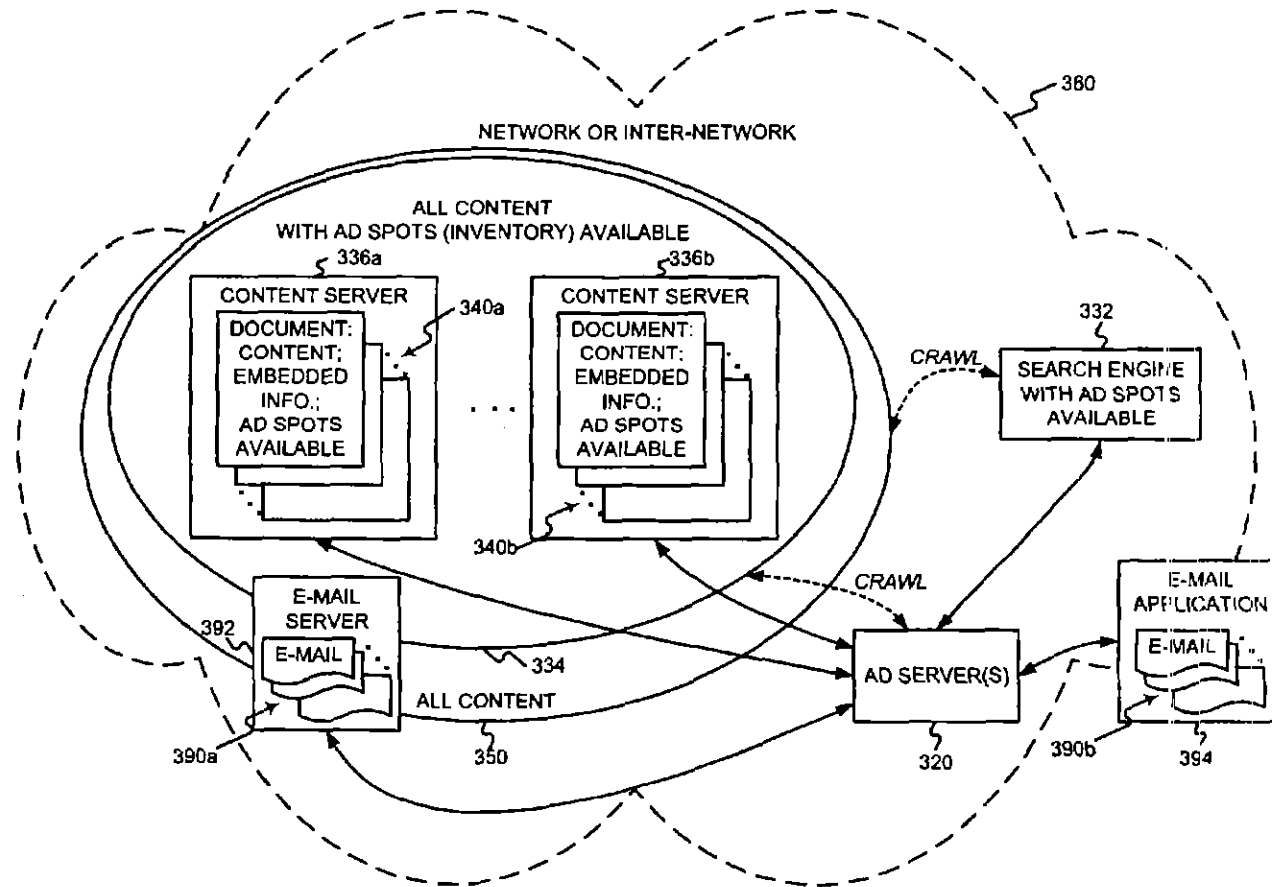 360
NETWORK OR INTER-NETWORK
ALL CONTENT
WITH AD SPOTS (INVENTORY) AVAILABLE
336a
336b
CONTENT SERVER
DOCUMENT:
CONTENT;
EMBEDDED
INFO.;
AD SPOTS
AVAILABLE
340a
. . .
CONTENT SERVER
DOCUMENT:
CONTENT:
EMBEDDED
INFO.;
AD SPOTS
AVAILABLE
340b
CRAWL
332
SEARCH ENGINE
WITH AD SPOTS
AVAILABLE
CRAWL
E-MAIL
SERVER
392
E-MAIL
390a
334
ALL CONTENT
350
AD SERVER(S)
320
E-MAIL
APPLICATION
E-MAIL
390b
394